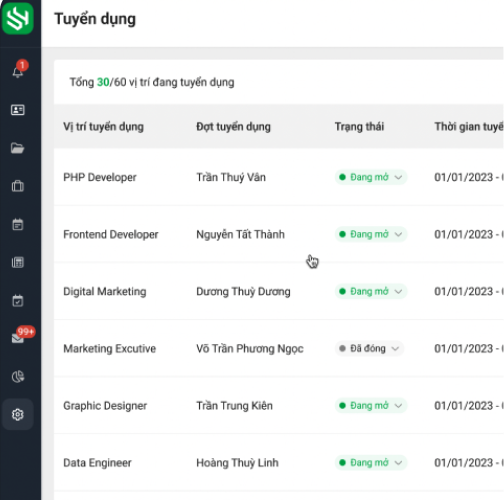 Tuyển dụng
1
Tổng 30/60 vị trí đang tuyển dụng
Vị trí tuyển dụng Đợt tuyển dụng Trạng thái Thời gian tuyể
PHP Developer Trần Thuý Vân Đang mở 01/01/2023 -
Frontend Developer Nguyễn Tất Thành Đang mở 01/01/2023 -
Digital Marketing Dương Thuỳ Dương Đang mở 01/01/2023 -
99+
Marketing Excutive Võ Trần Phương Ngọc Đã đóng 01/01/2023 -
Graphic Designer Trần Trung Kiên Đang mở 01/01/2023 -
Data Engineer Hoàng Thuỳ Linh Đang mở 01/01/2023 -